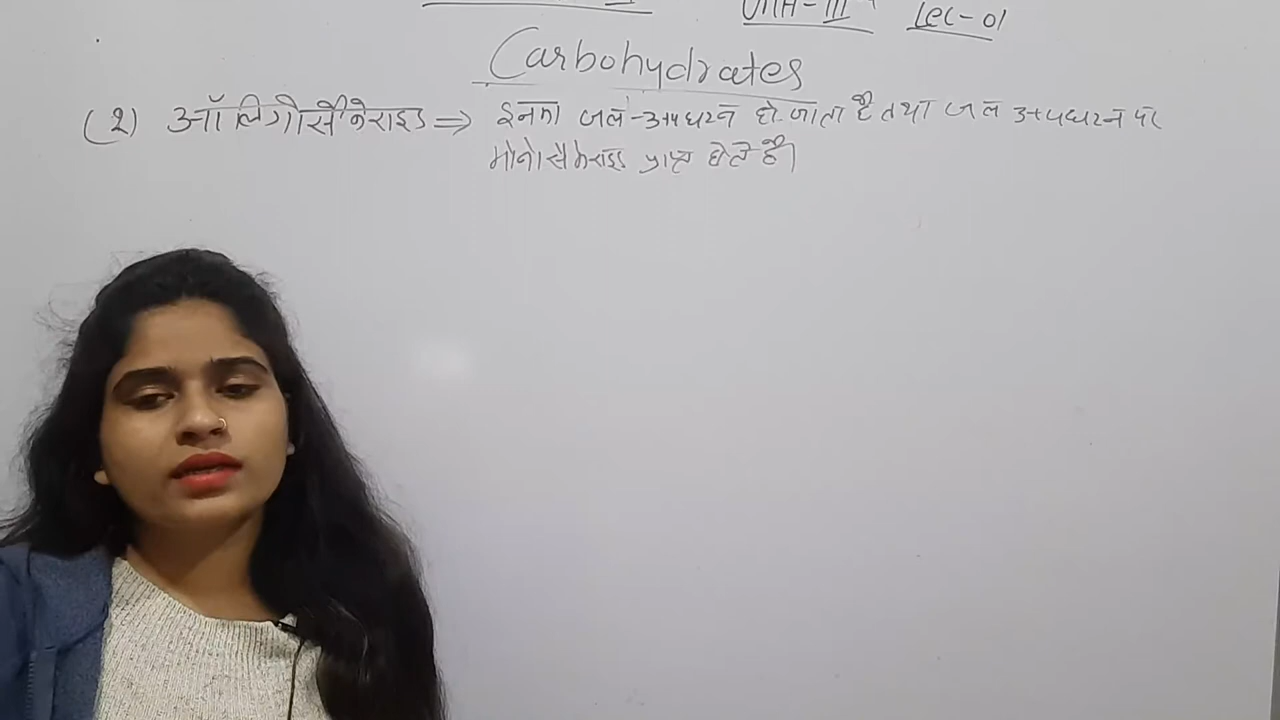 Unit-III Lec-01
Carbohydrates
(2) ऑलिगोसैकेराइड ⇒ इनका जल-अपघटन हो जाता है तथा जल अपघटन पर
मोनोसैकेराइड प्राप्त होते हैं।